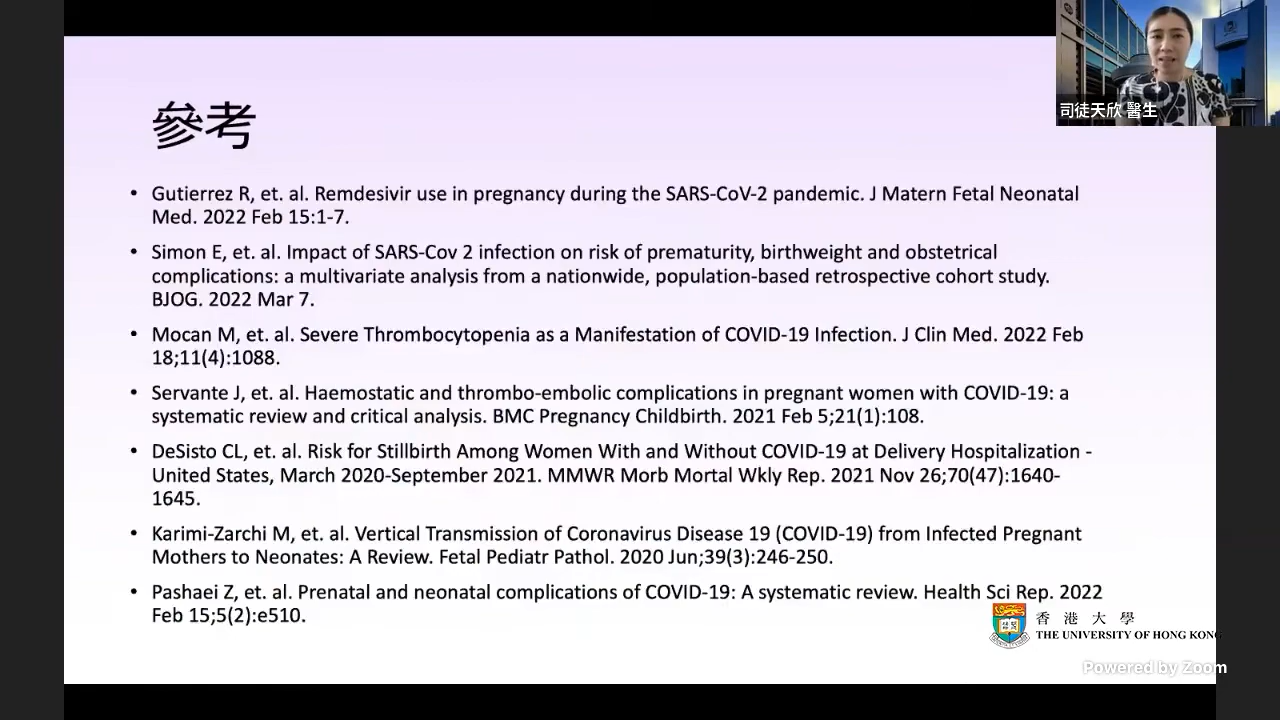 司徒天欣 醫生
參考
• Gutierrez R, et. al. Remdesivir use in pregnancy during the SARS-CoV-2 pandemic. J Matern Fetal Neonatal
Med. 2022 Feb 15:1-7.
• Simon E, et. al. Impact of SARS-Cov 2 infection on risk of prematurity, birthweight and obstetrical
complications: a multivariate analysis from a nationwide, population-based retrospective cohort study.
BJOG. 2022 Mar 7.
• Mocan M, et. al. Severe Thrombocytopenia as a Manifestation of COVID-19 Infection. J Clin Med. 2022 Feb
18;11(4):1088.
• Servante J, et. al. Haemostatic and thrombo-embolic complications in pregnant women with COVID-19: a
systematic review and critical analysis. BMC Pregnancy Childbirth. 2021 Feb 5;21(1):108.
• DeSisto CL, et. al. Risk for Stillbirth Among Women With and Without COVID-19 at Delivery Hospitalization -
United States, March 2020-September 2021. MMWR Morb Mortal Wkly Rep. 2021 Nov 26;70(47):1640-
1645.
• Karimi-Zarchi M, et. al. Vertical Transmission of Coronavirus Disease 19 (COVID-19) from Infected Pregnant
Mothers to Neonates: A Review. Fetal Pediatr Pathol. 2020 Jun;39(3):246-250.
• Pashaei Z, et. al. Prenatal and neonatal complications of COVID-19: A systematic review. Health Sci Rep. 2022
Feb 15;5(2):e510.
香港大學
THE UNIVERSITY OF HONG KONG
Powered by Zoom